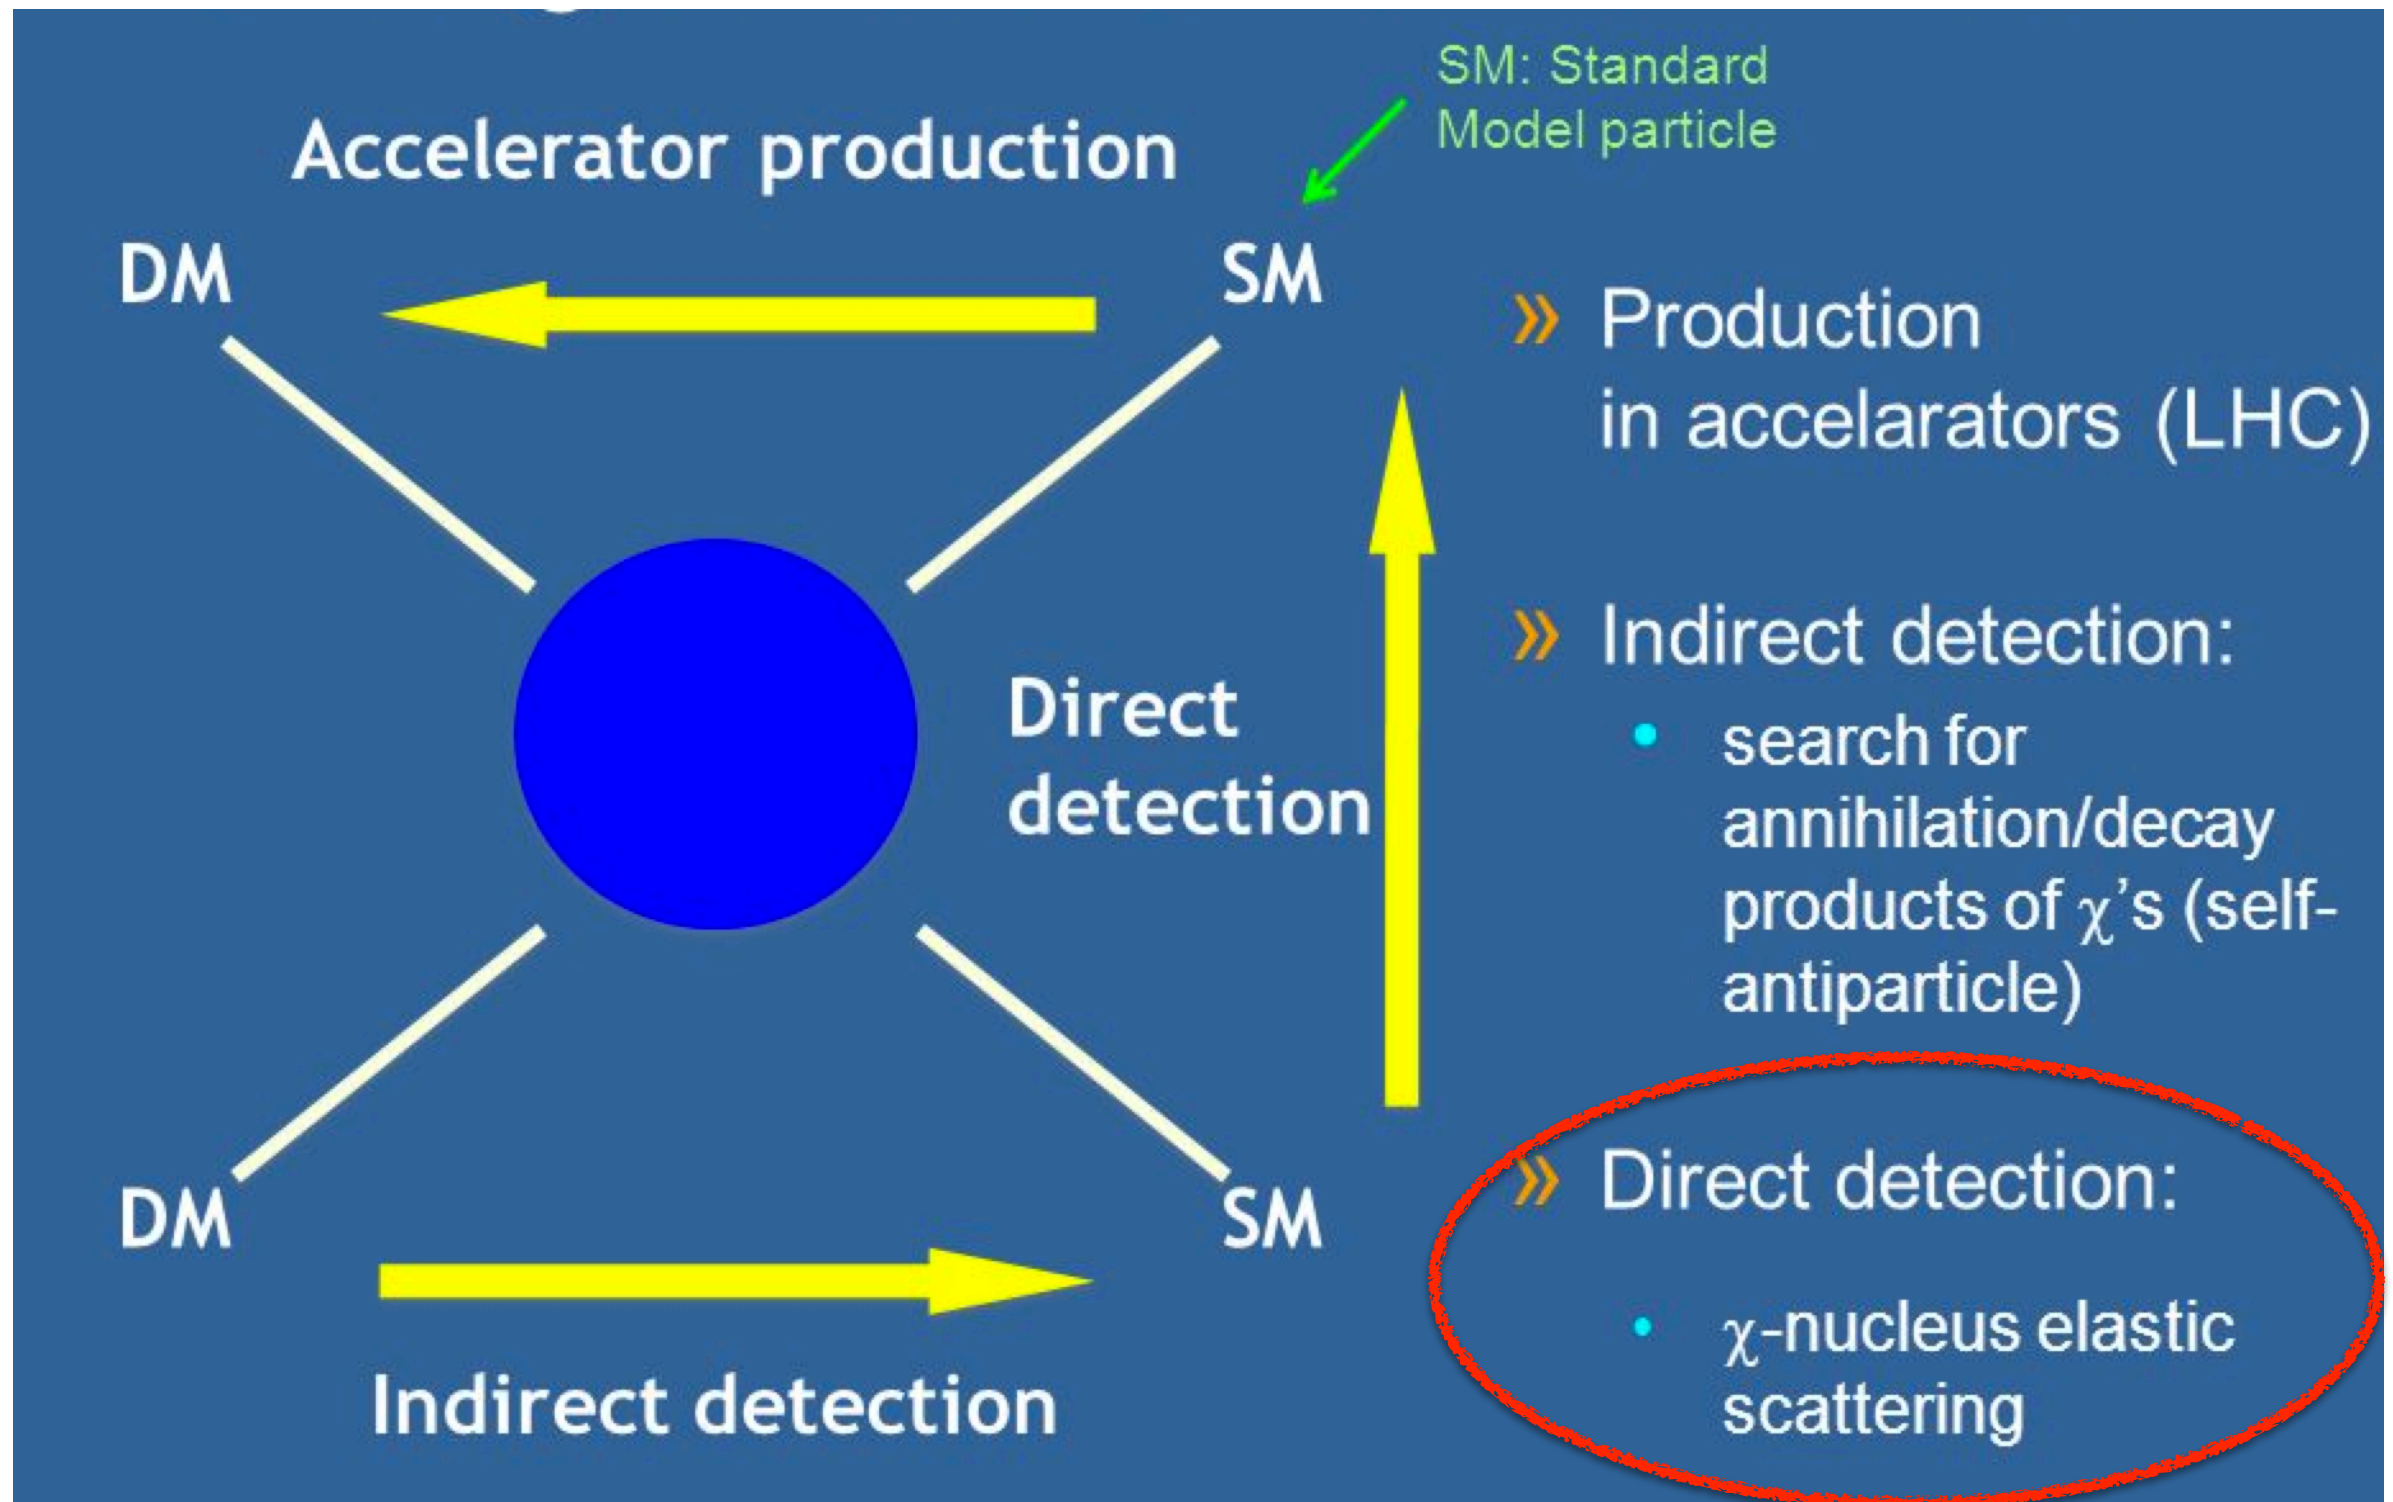 SM: Standard
Model particle
Accelerator production
DM
SM
Direct
detection
DM
SM
Indirect detection
» Production
in accelarators (LHC)
» Indirect detection:
• search for
annihilation/decay
products of χ's (self-
antiparticle)
» Direct detection:
• χ-nucleus elastic
scattering